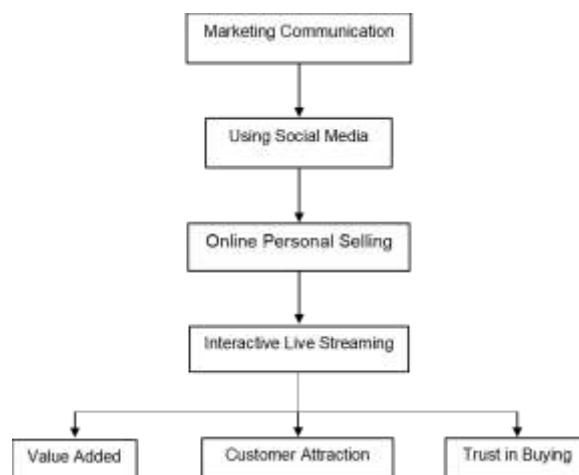 Marketing Communication
Using Social Media
Online Personal Selling
Interactive Live Streaming
Value Added
Customer Attraction
Trust in Buying